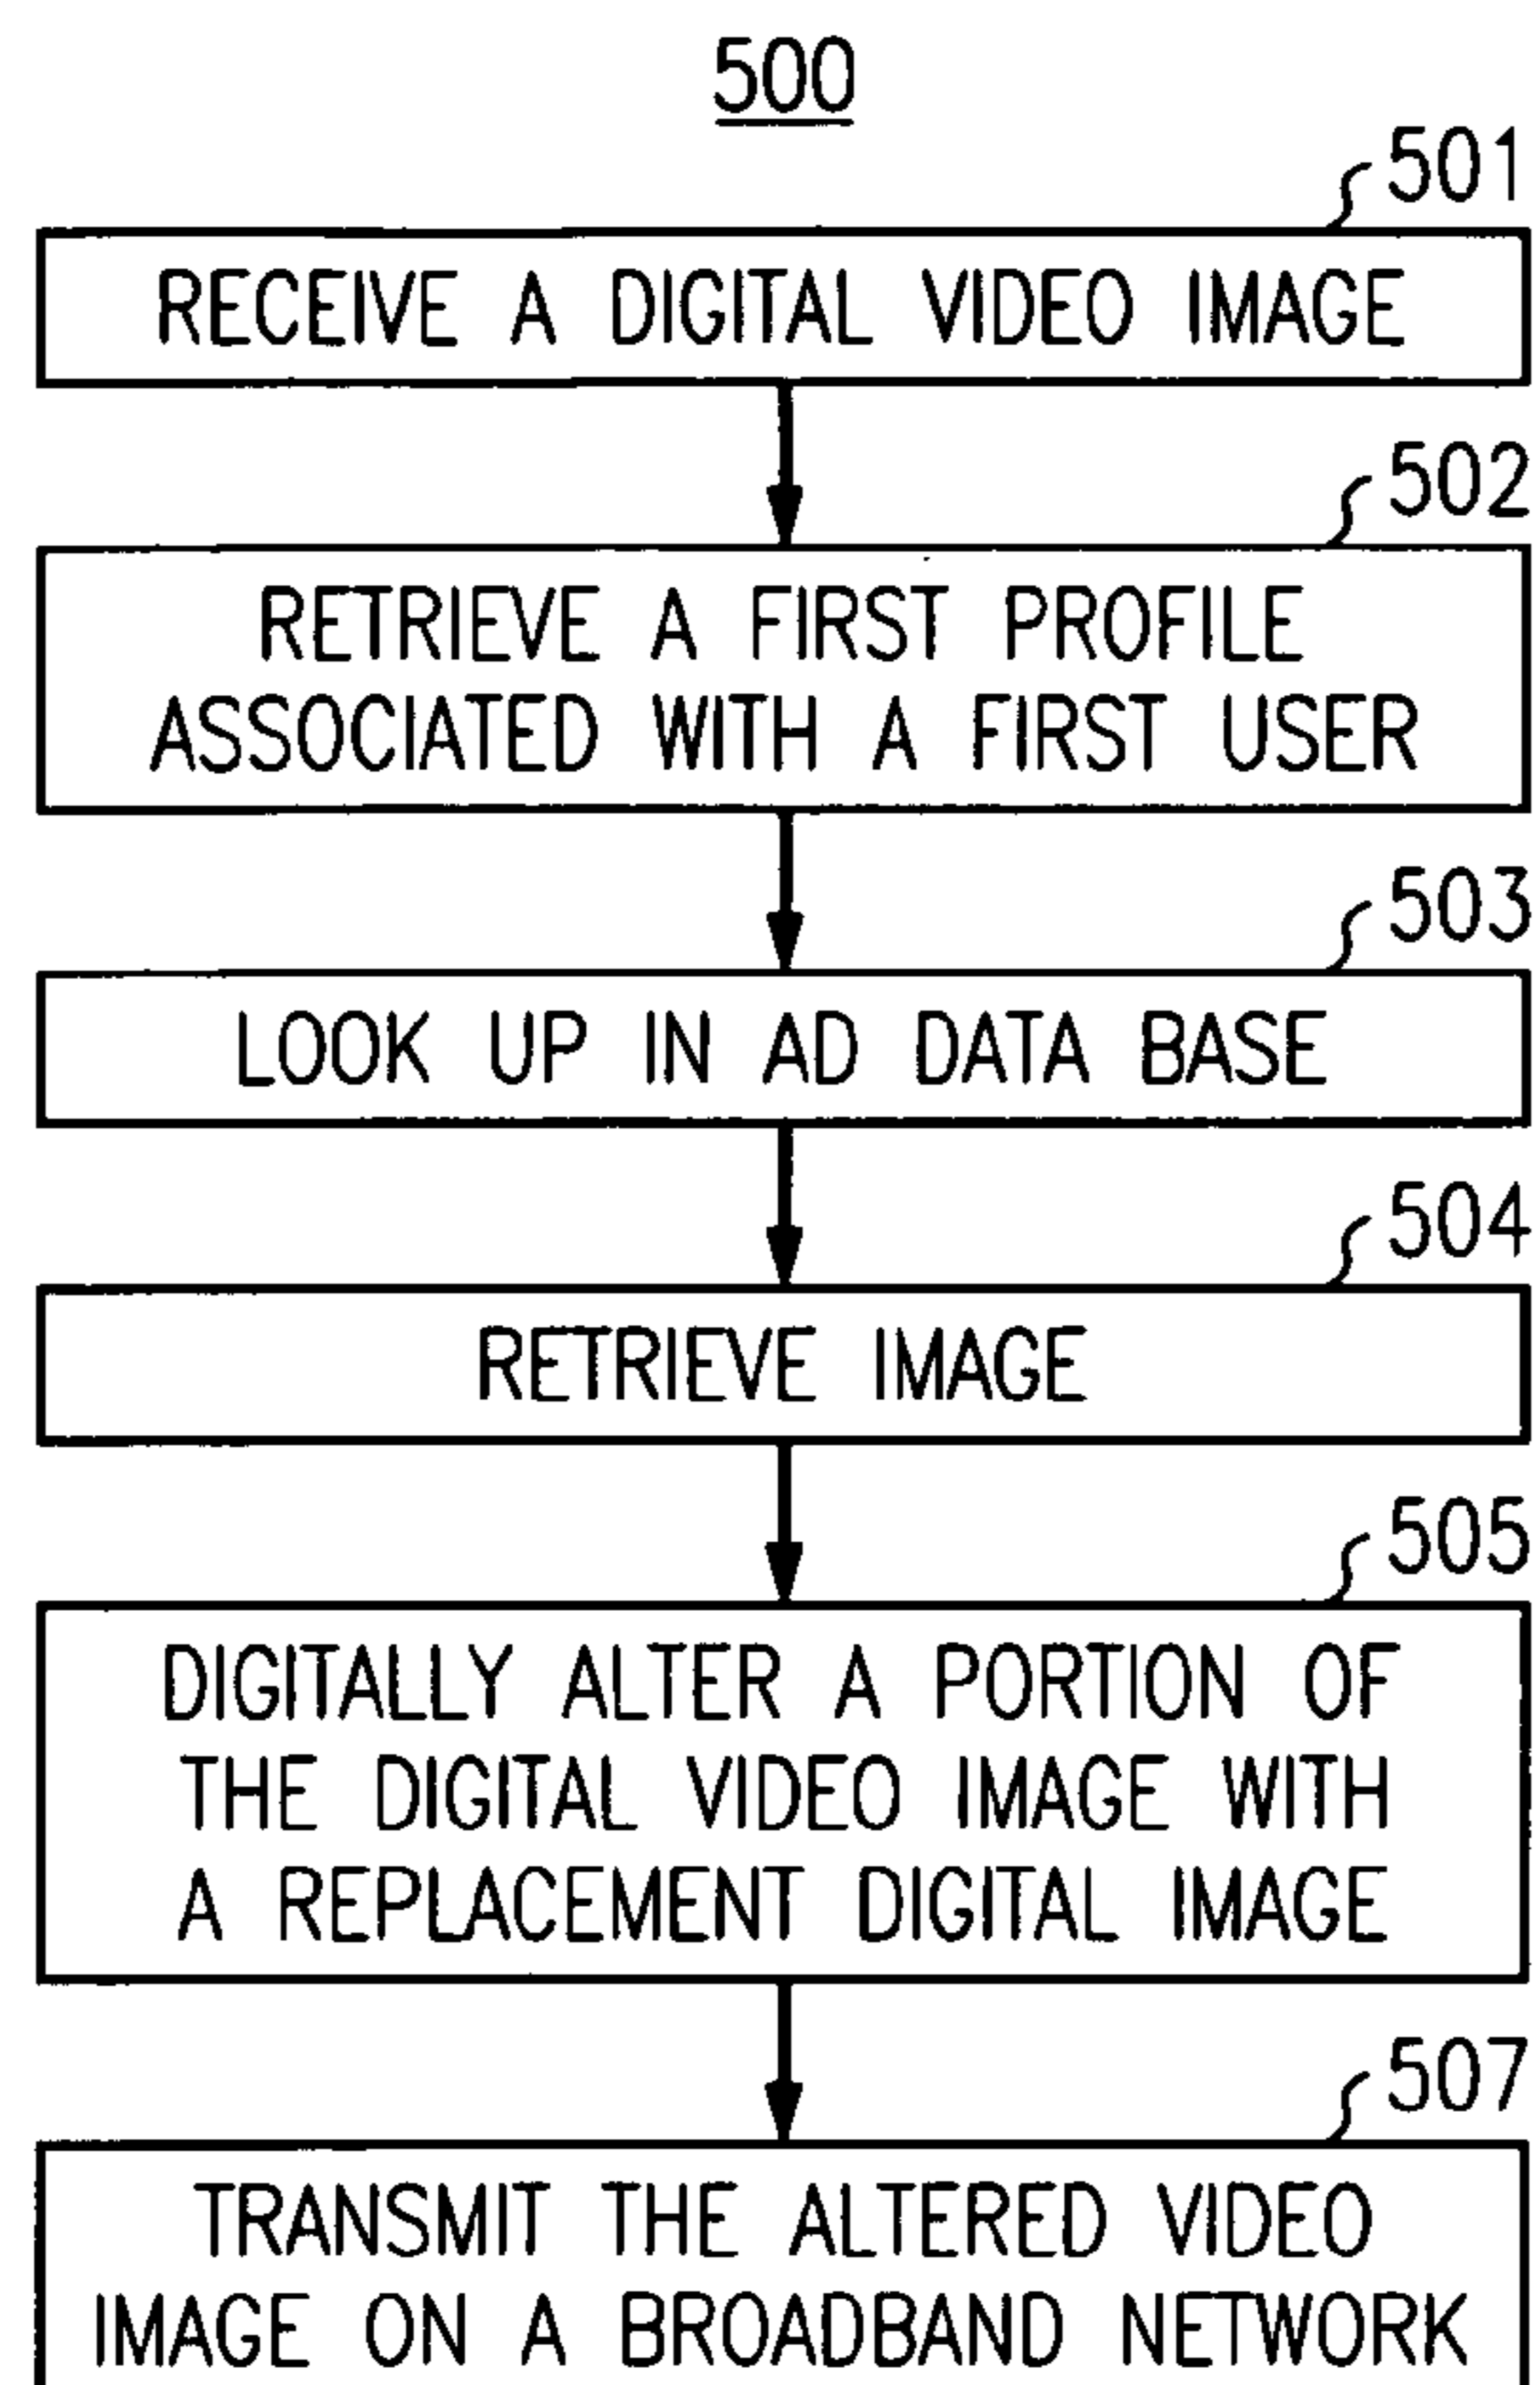 500
501
RECEIVE A DIGITAL VIDEO IMAGE
502
RETRIEVE A FIRST PROFILE
ASSOCIATED WITH A FIRST USER
503
LOOK UP IN AD DATA BASE
504
RETRIEVE IMAGE
505
DIGITALLY ALTER A PORTION OF
THE DIGITAL VIDEO IMAGE WITH
A REPLACEMENT DIGITAL IMAGE
507
TRANSMIT THE ALTERED VIDEO
IMAGE ON A BROADBAND NETWORK